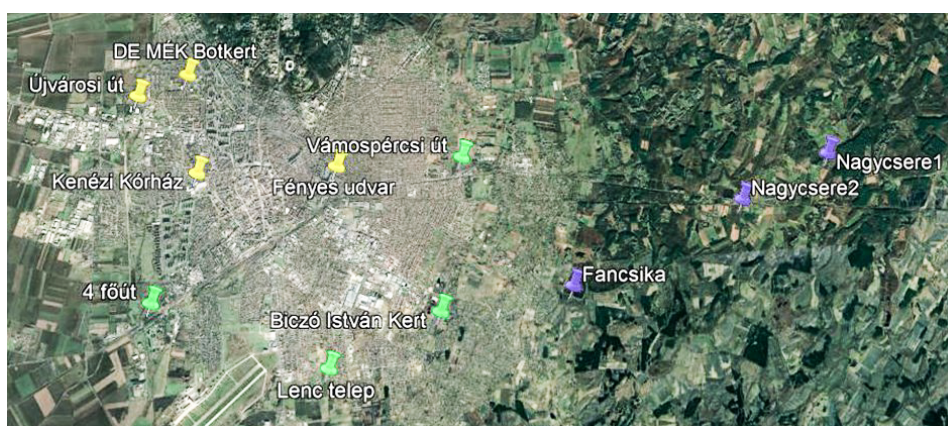 DE MÉK Botkert
Újvárosi út
Vámospércsi út
Kenézi Kórház
Fényes udvar
Nagycsere1
Nagycsere2
Fancsika
4 főút
Biczó István Kert
Lenc telep